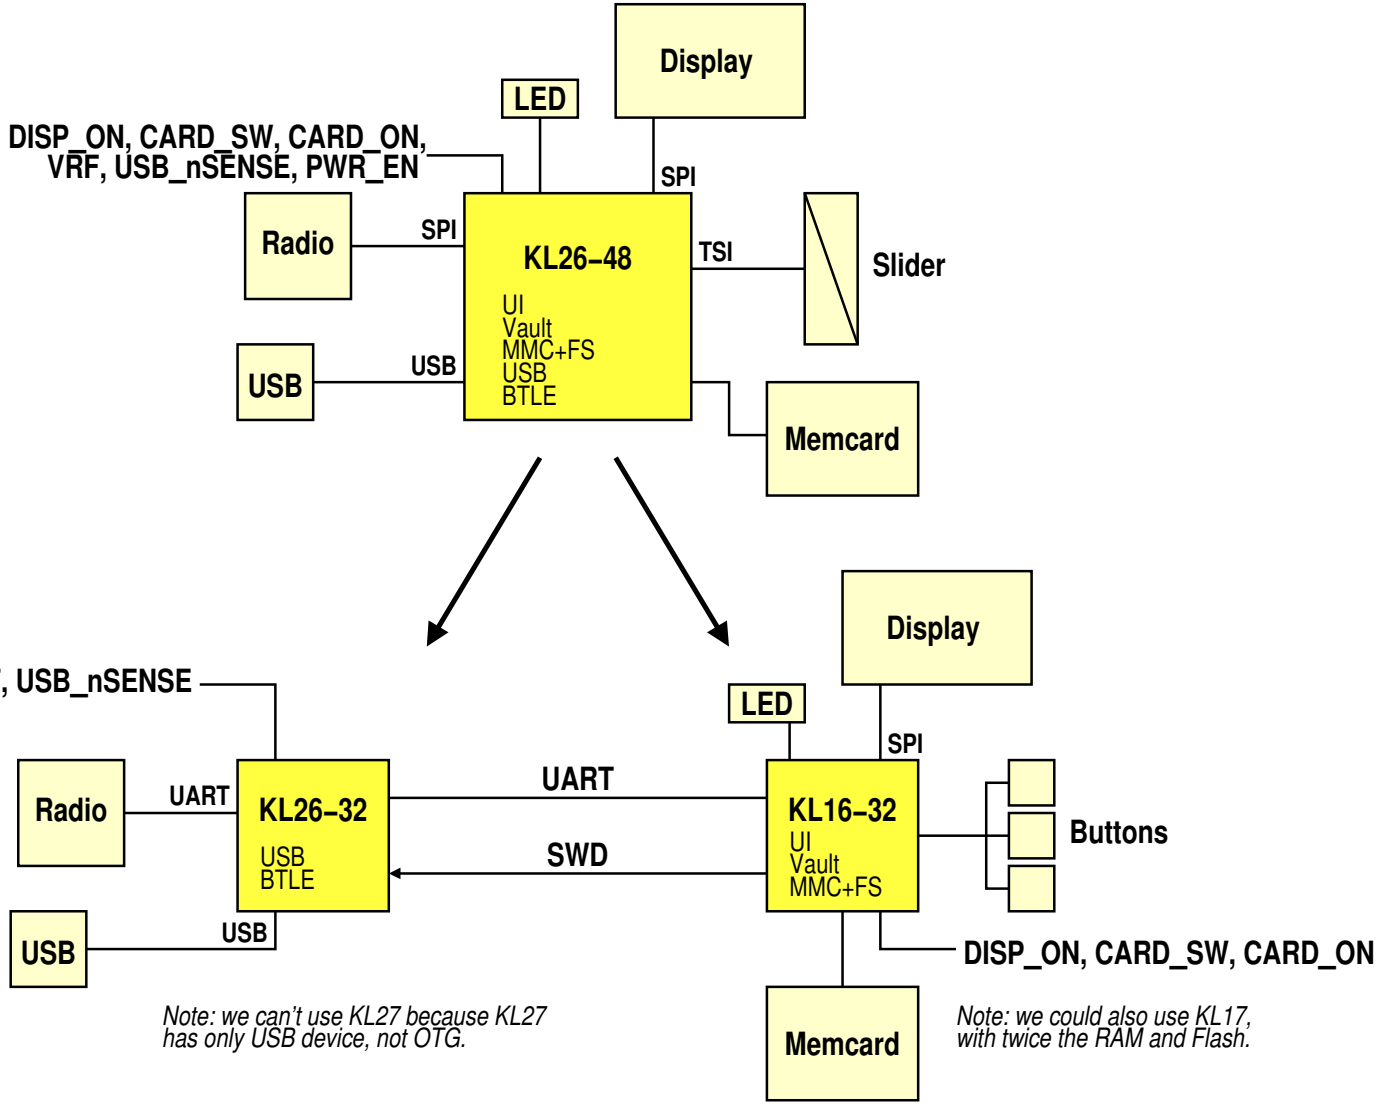 Display
LED
DISP_ON, CARD_SW, CARD_ON,
VRF, USB_nSENSE, PWR_EN
SPI
Radio
SPI
KL26–48
TSI
Slider
UI
Vault
MMC+FS
USB
BTLE
USB
USB
Memcard
Display
, USB_nSENSE
LED
SPI
Radio
UART
KL26–32
USB
BTLE
UART
SWD
KL16–32
UI
Vault
MMC+FS
Buttons
USB
USB
DISP_ON, CARD_SW, CARD_ON
Note: we can't use KL27 because KL27
has only USB device, not OTG.
Memcard
Note: we could also use KL17,
with twice the RAM and Flash.